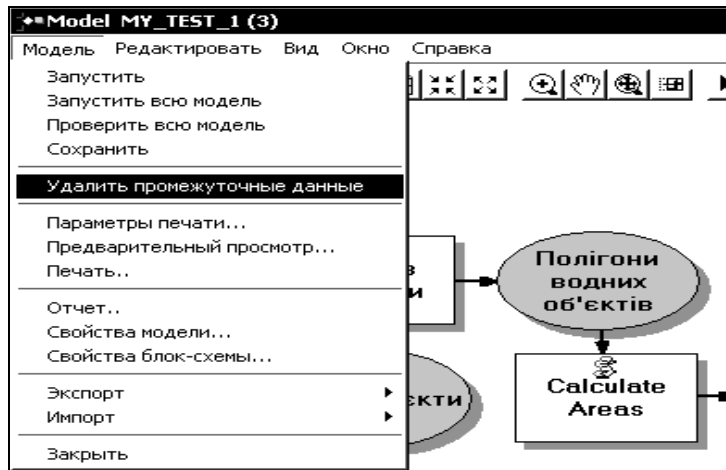 Model MY_TEST_1 (3)
Модель Редактировать Вид Окно Справка
Запустить
Запустить всю модель
Проверить всю модель
Сохранить
Удалить промежуточные данные
Параметры печати...
Предварительный просмотр...
Печать..
Отчет..
Свойства модели...
Свойства блок-схемы...
Экспорт
Импорт
Закрыть
Полігони
водних
об'єктів
Calculate
Areas